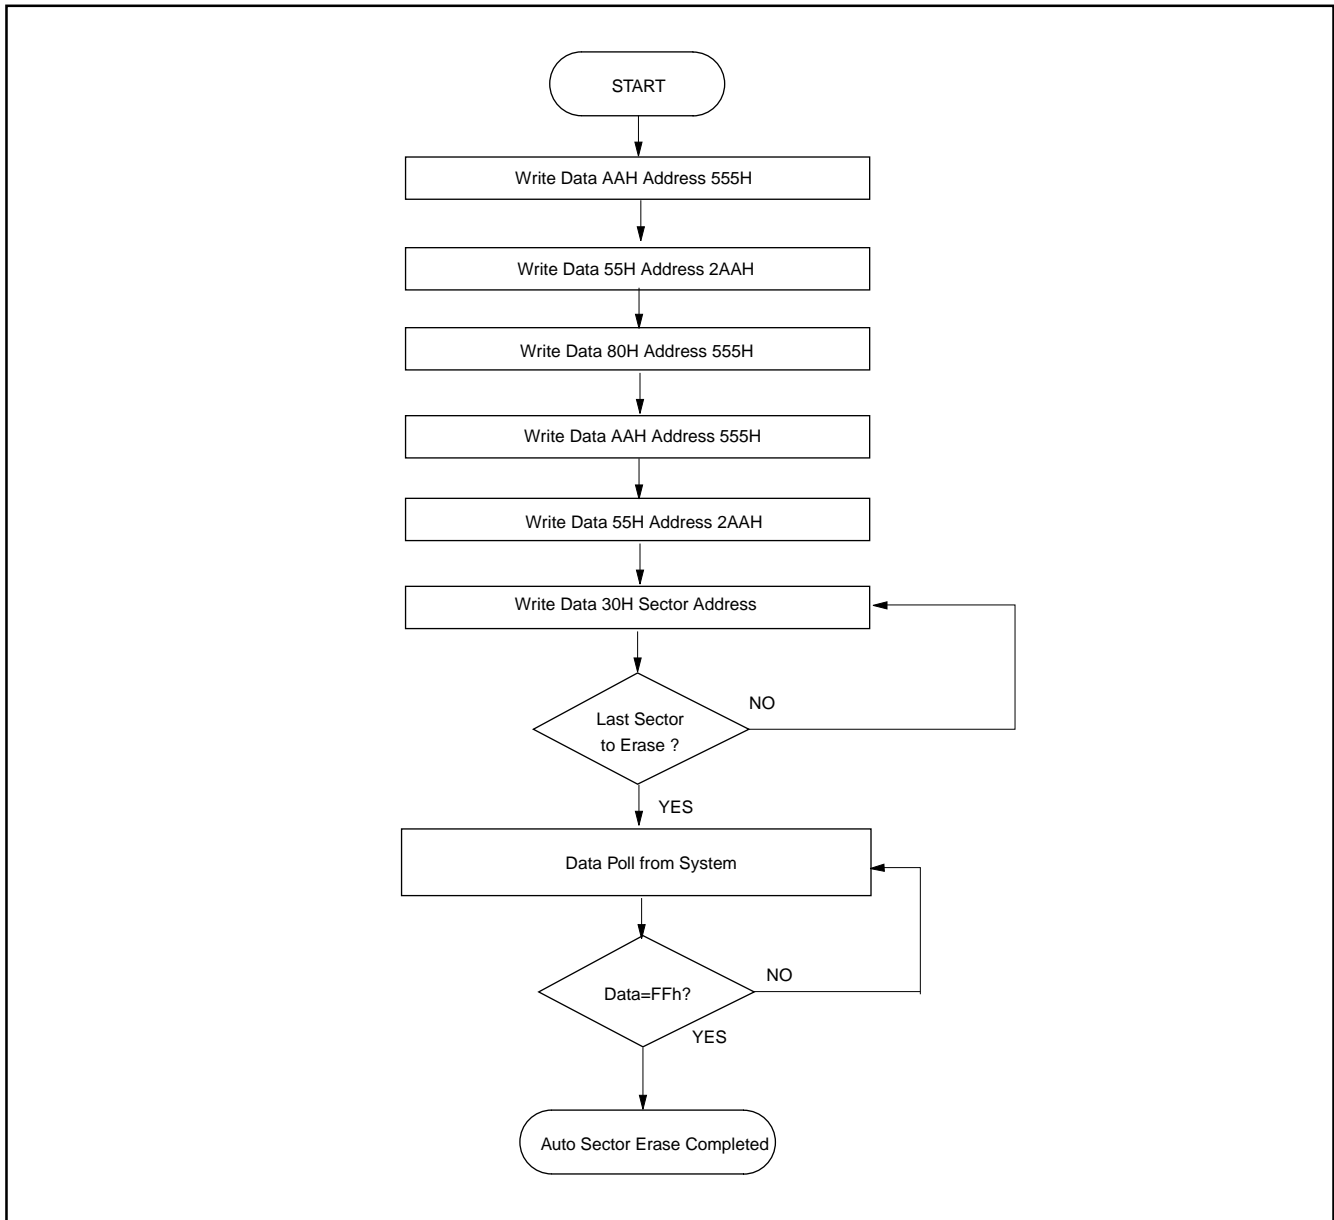 START
Write Data AAH Address 555H
Write Data 55H Address 2AAH
Write Data 80H Address 555H
Write Data AAH Address 555H
Write Data 55H Address 2AAH
Write Data 30H Sector Address
NO
Last Sector
to Erase ?
YES
Data Poll from System
NO
Data=FFh?
YES
Auto Sector Erase Completed